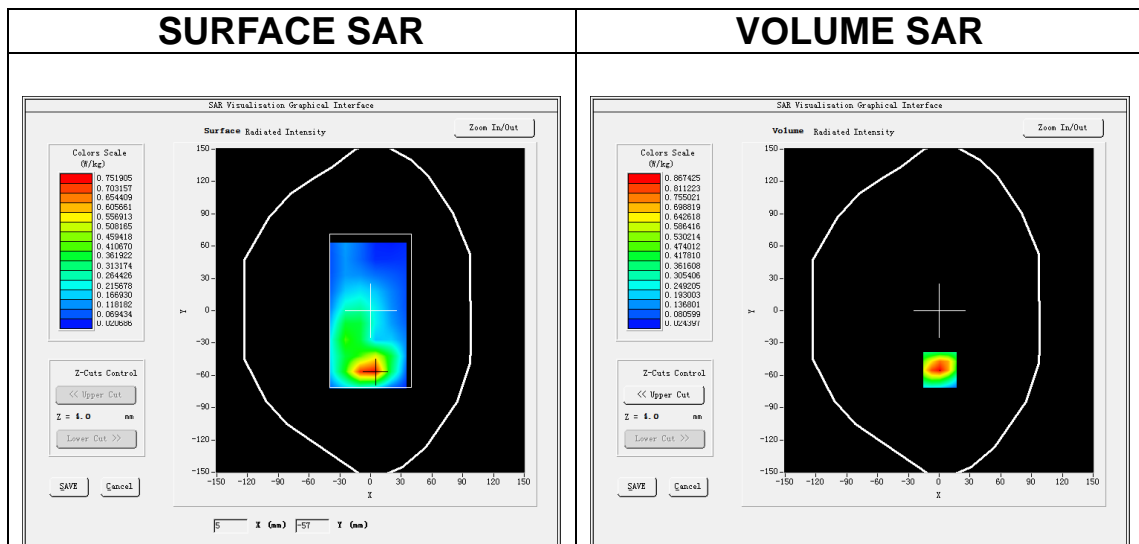 SURFACE SAR
VOLUME SAR
SAR Visualisation Graphical Interface
Surface Radiated Intensity
Zoom In/Out
Colors Scale
(W/kg)
0.751905
0.703157
0.654409
0.605661
0.556913
0.508165
0.459418
0.410670
0.361922
0.313174
0.264426
0.215678
0.166930
0.118182
0.069434
0.020686
150
120
90
60
30
0
-30
-60
-90
-120
-150
Y
-150 -120 -90 -60 -30 0 30 60 90 120 150
X
Z-Cuts Control
<< Upper Cut
Z = 4.0 mm
Lower Cut >>
SAVE
Cancel
5 X (mm) -57 Y (mm)
SAR Visualisation Graphical Interface
Volume Radiated Intensity
Zoom In/Out
Colors Scale
(W/kg)
0.867425
0.811223
0.755021
0.698819
0.642618
0.586416
0.530214
0.474012
0.417810
0.361608
0.305406
0.249205
0.193003
0.136801
0.080599
0.024397
150
120
90
60
30
0
-30
-60
-90
-120
-150
Y
-150 -120 -90 -60 -30 0 30 60 90 120 150
X
Z-Cuts Control
<< Upper Cut
Z = 4.0 mm
Lower Cut >>
SAVE
Cancel